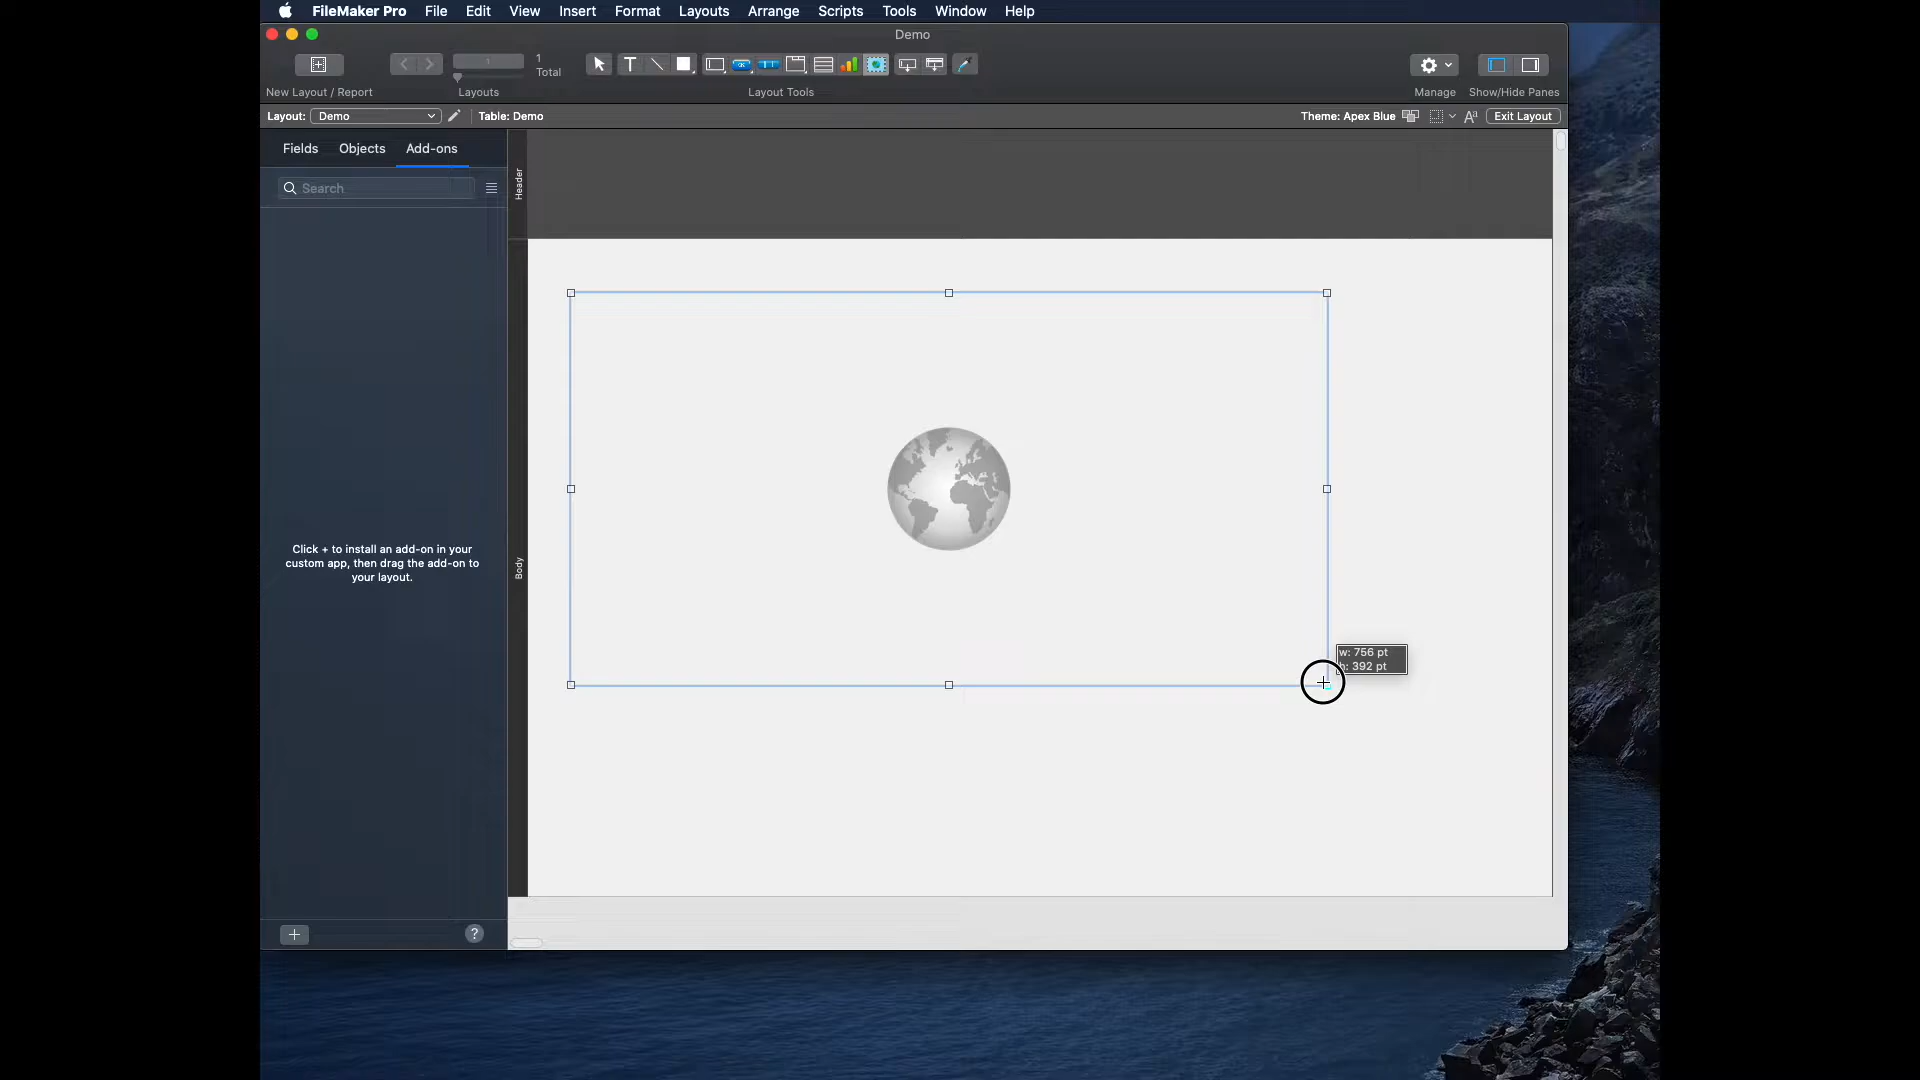 FileMaker Pro File Edit View Insert Format Layouts Arrange Scripts Tools Window Help
Demo
1
1
Total
New Layout / Report
Layouts
Layout Tools
Manage
Show/Hide Panes
Layout: Demo
Table: Demo
Theme: Apex Blue
Aa
Exit Layout
Fields Objects Add-ons
Search
Header
Click + to install an add-on in your
custom app, then drag the add-on to
your layout.
Body
w: 756 pt
h: 392 pt
?